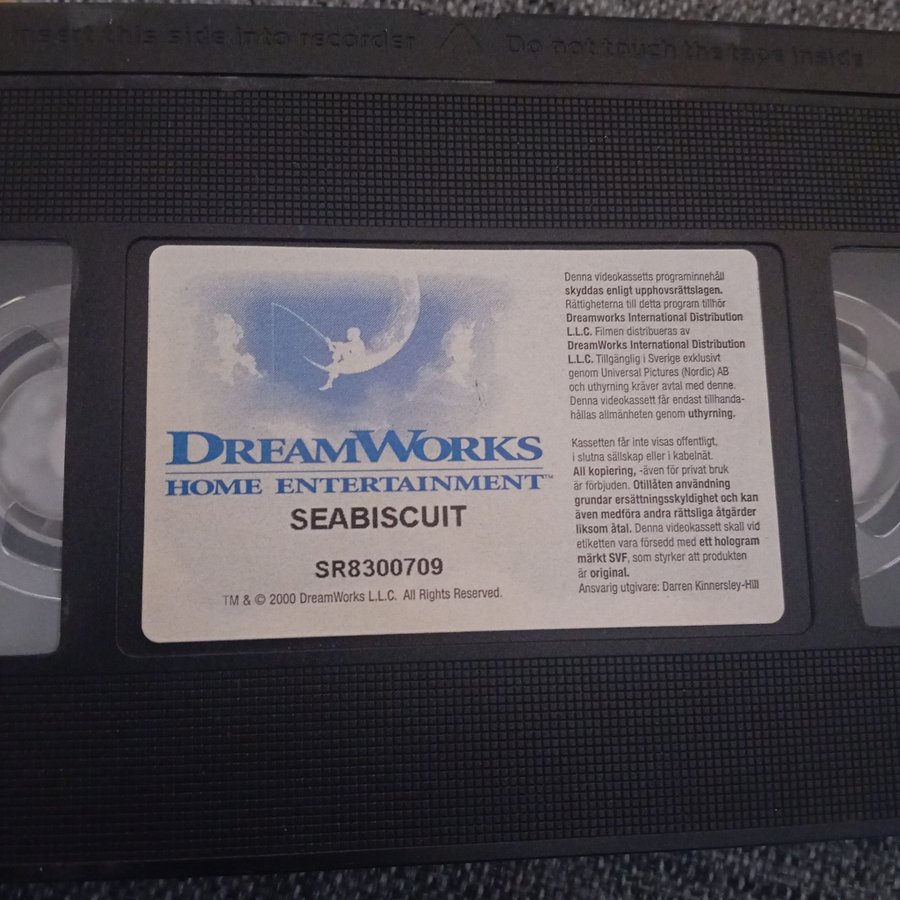 Insert this side into recorder
Do not touch the tape inside
DREAMWORKS
HOME ENTERTAINMENT™
SEABISCUIT
SR8300709
TM & © 2000 DreamWorks L.L.C. All Rights Reserved.
Denna videokassetts programinnehåll
skyddas enligt upphovsrättslagen.
Rättigheterna till detta program tillhör
Dreamworks International Distribution
L.L.C. Filmen distribueras av
DreamWorks International Distribution
L.L.C. Tillgänglig i Sverige exklusivt
genom Universal Pictures (Nordic) AB
och uthyrning kräver avtal med denne.
Denna videokassett får endast tillhanda-
hållas allmänheten genom uthyrning.
Kassetten får inte visas offentligt,
i slutna sällskap eller i kabelnät.
All kopiering, -även för privat bruk
är förbjuden. Otillåten användning
grundar ersättningsskyldighet och kan
även medföra andra rättsliga åtgärder
liksom åtal. Denna videokassett skall vid
etiketten vara försedd med ett hologram
märkt SVF, som styrker att produkten
är original.
Ansvarig utgivare: Darren Kinnersley-Hill